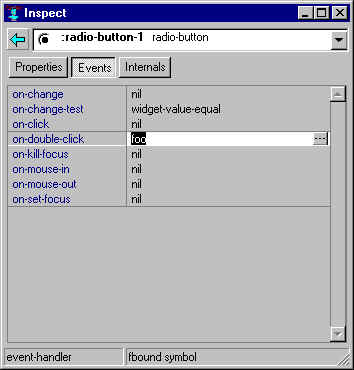 Inspect
:radio-button-1 radio-button
Properties Events Internals
on-change nil
on-change-test widget-value-equal
on-click nil
on-double-click foo ...
on-kill-focus nil
on-mouse-in nil
on-mouse-out nil
on-set-focus nil
event-handler fbound symbol